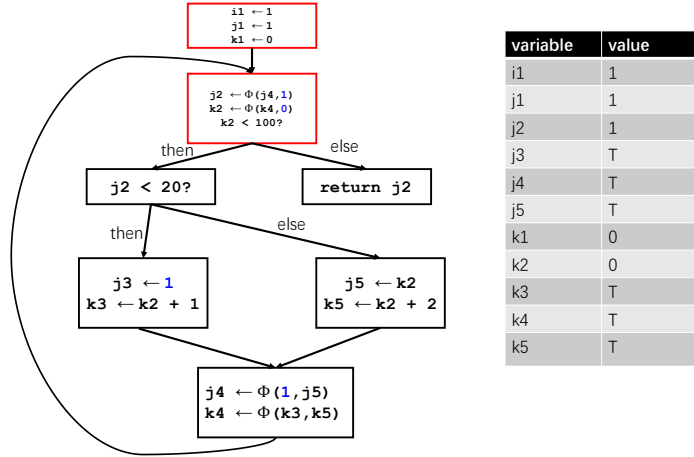 i1 ← 1
j1 ← 1
k1 ← 0
j2 ← Φ(j4,1)
k2 ← Φ(k4,0)
k2 < 100?
then
else
j2 < 20?
return j2
then
else
j3 ← 1
k3 ← k2 + 1
j5 ← k2
k5 ← k2 + 2
j4 ← Φ(1,j5)
k4 ← Φ(k3,k5)
variable value
i1 1
j1 1
j2 1
j3 T
j4 T
j5 T
k1 0
k2 0
k3 T
k4 T
k5 T